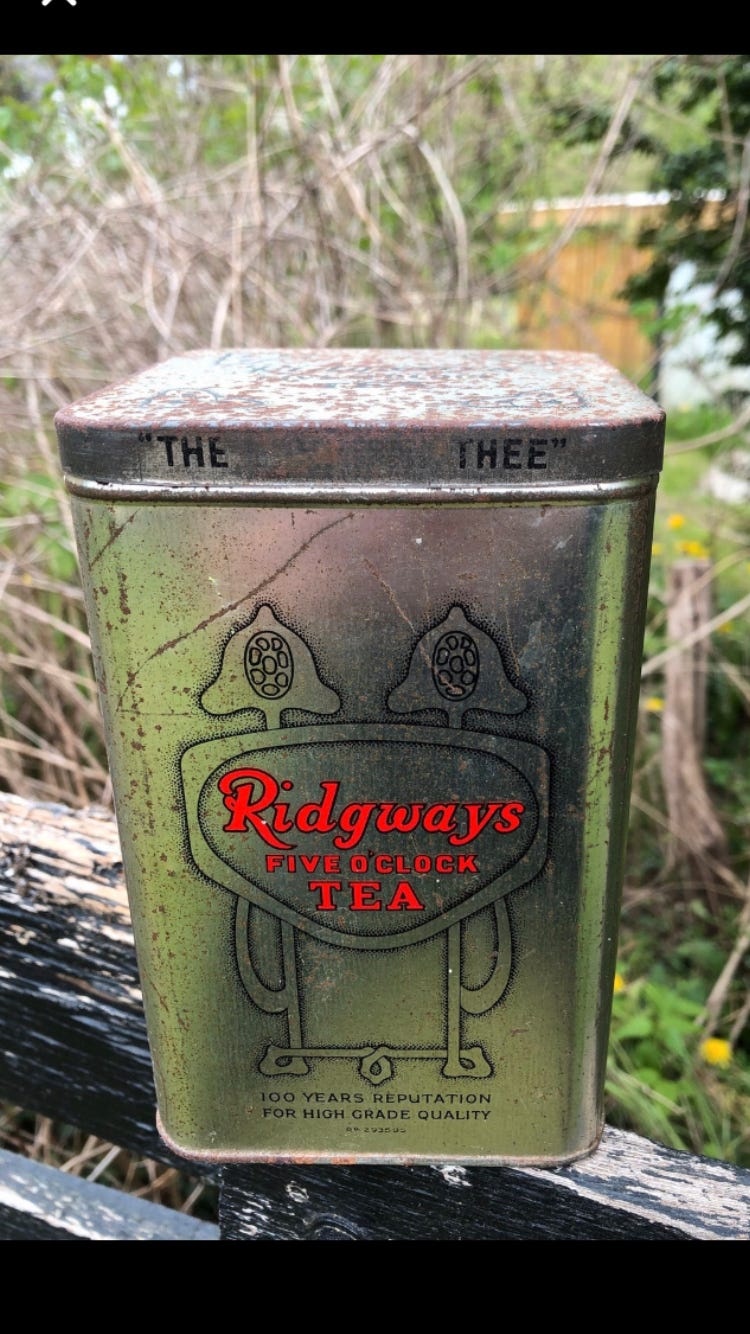 "THE THEE"
Ridgways
FIVE O'CLOCK
TEA
100 YEARS REPUTATION
FOR HIGH GRADE QUALITY